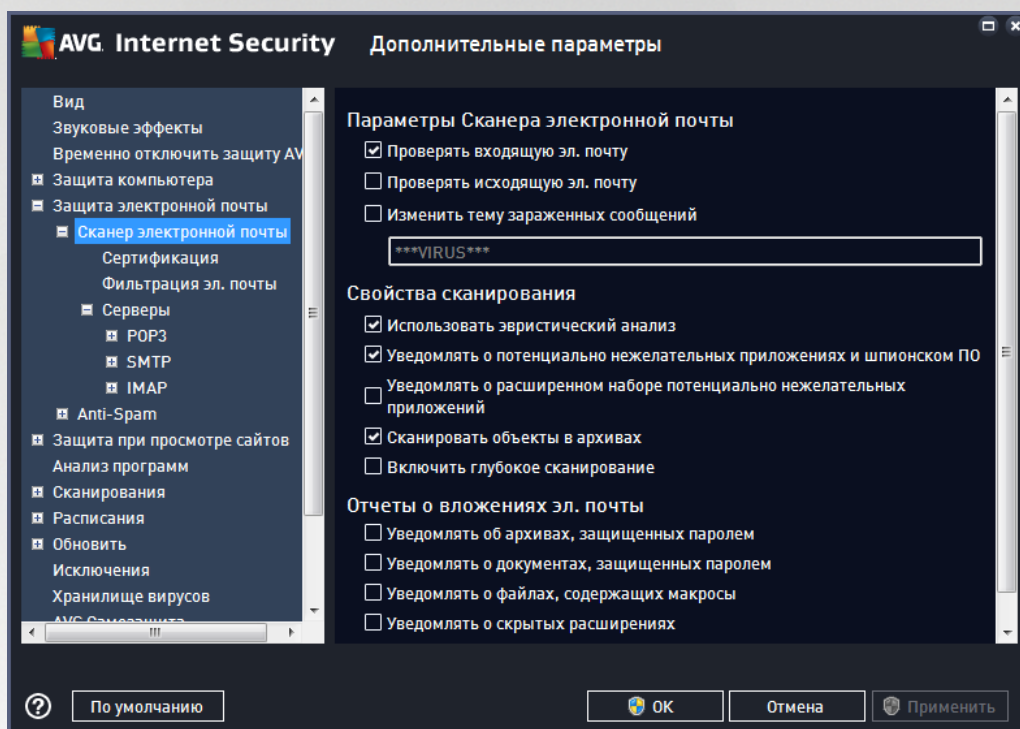 AVG. Internet Security
Дополнительные параметры
Вид
Звуковые эффекты
Временно отключить защиту AV
Защита компьютера
Защита электронной почты
Сканер электронной почты
Сертификация
Фильтрация эл. почты
Серверы
POP3
SMTP
IMAP
Anti-Spam
Защита при просмотре сайтов
Анализ программ
Сканирования
Расписания
Обновить
Исключения
Хранилище вирусов
AVG Самозащита
Параметры Сканера электронной почты
Проверять входящую эл. почту
Проверять исходящую эл. почту
Изменить тему зараженных сообщений
***VIRUS***
Свойства сканирования
Использовать эвристический анализ
Уведомлять о потенциально нежелательных приложениях и шпионском ПО
Уведомлять о расширенном наборе потенциально нежелательных
приложений
Сканировать объекты в архивах
Включить глубокое сканирование
Отчеты о вложениях эл. почты
Уведомлять об архивах, защищенных паролем
Уведомлять о документах, защищенных паролем
Уведомлять о файлах, содержащих макросы
Уведомлять о скрытых расширениях
По умолчанию
ОК
Отмена
Применить